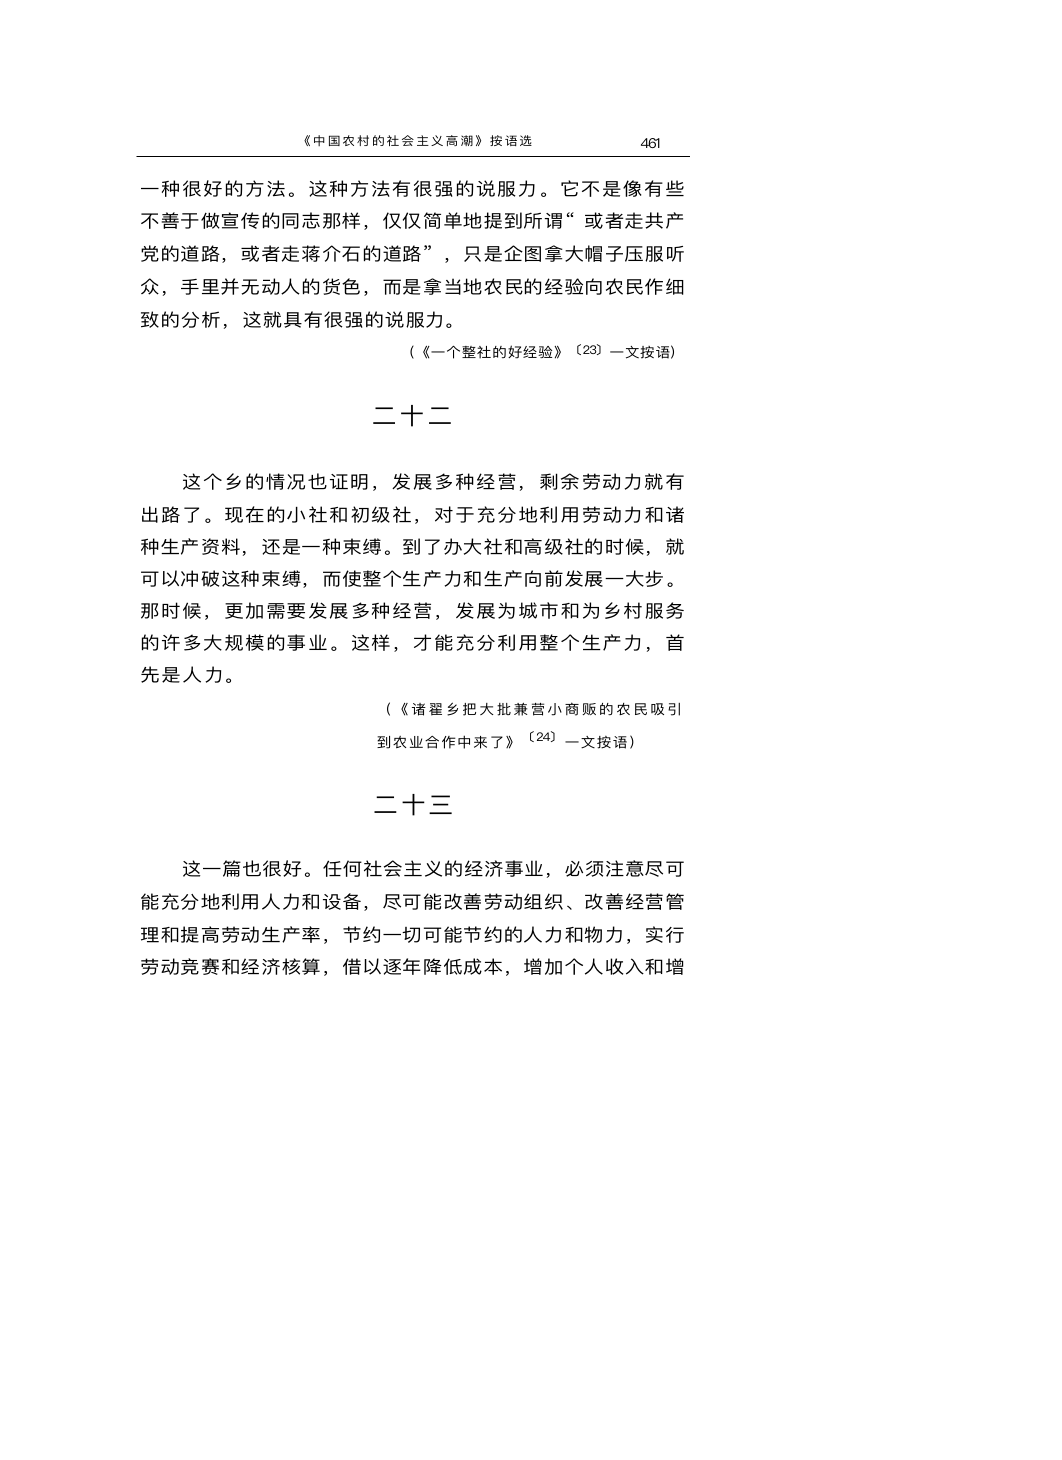 《中国农村的社会主义高潮》按语选 461
一种很好的方法。这种方法有很强的说服力。它不是像有些
不善于做宣传的同志那样，仅仅简单地提到所谓“或者走共产
党的道路，或者走蒋介石的道路”，只是企图拿大帽子压服听
众，手里并无动人的货色，而是拿当地农民的经验向农民作细
致的分析，这就具有很强的说服力。
（《一个整社的好经验》〔23〕一文按语）
二十二
这个乡的情况也证明，发展多种经营，剩余劳动力就有
出路了。现在的小社和初级社，对于充分地利用劳动力和诸
种生产资料，还是一种束缚。到了办大社和高级社的时候，就
可以冲破这种束缚，而使整个生产力和生产向前发展一大步。
那时候，更加需要发展多种经营，发展为城市和为乡村服务
的许多大规模的事业。这样，才能充分利用整个生产力，首
先是人力。
（《诸翟乡把大批兼营小商贩的农民吸引
到农业合作中来了》〔24〕一文按语）
二十三
这一篇也很好。任何社会主义的经济事业，必须注意尽可
能充分地利用人力和设备，尽可能改善劳动组织、改善经营管
理和提高劳动生产率，节约一切可能节约的人力和物力，实行
劳动竞赛和经济核算，借以逐年降低成本，增加个人收入和增